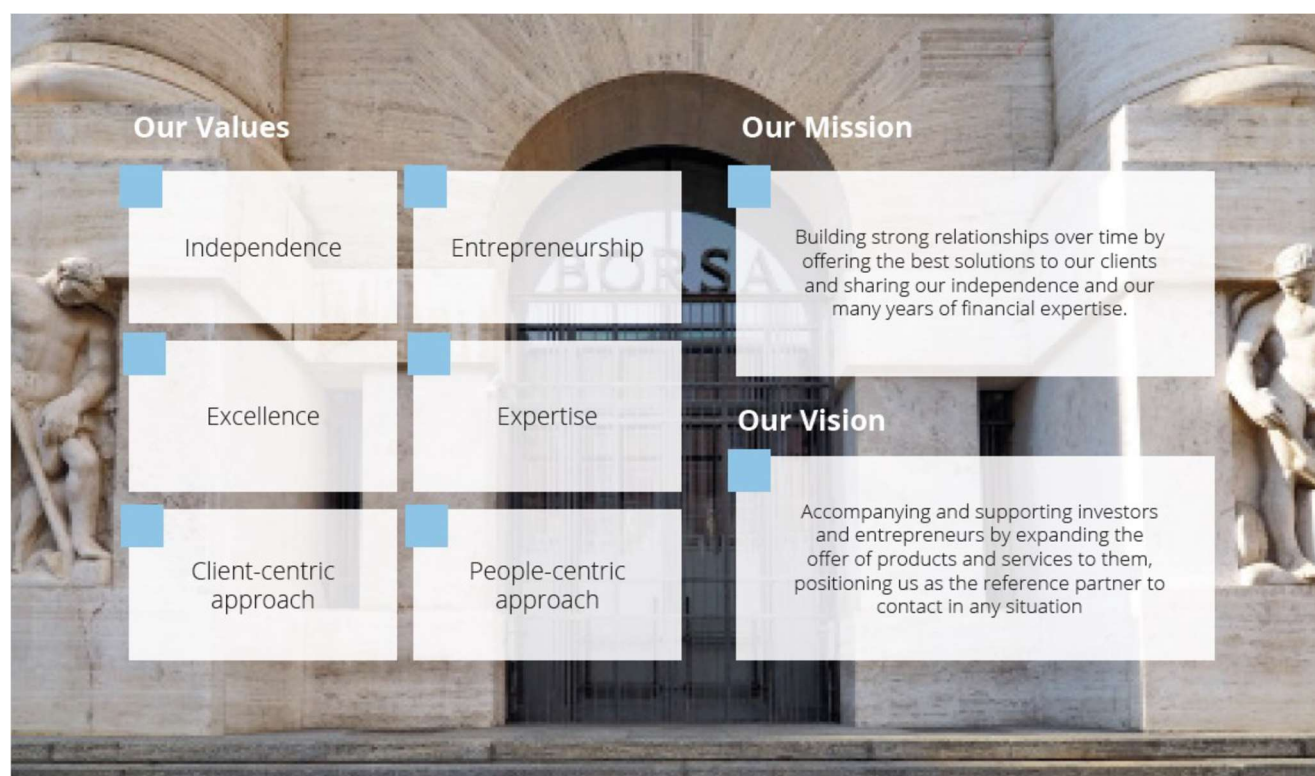 Our Values
Independence
Entrepreneurship
Excellence
Expertise
Client-centric
approach
People-centric
approach
Our Mission
Building strong relationships over time by
offering the best solutions to our clients
and sharing our independence and our
many years of financial expertise.
Our Vision
Accompanying and supporting investors
and entrepreneurs by expanding the
offer of products and services to them,
positioning us as the reference partner to
contact in any situation
BORSA